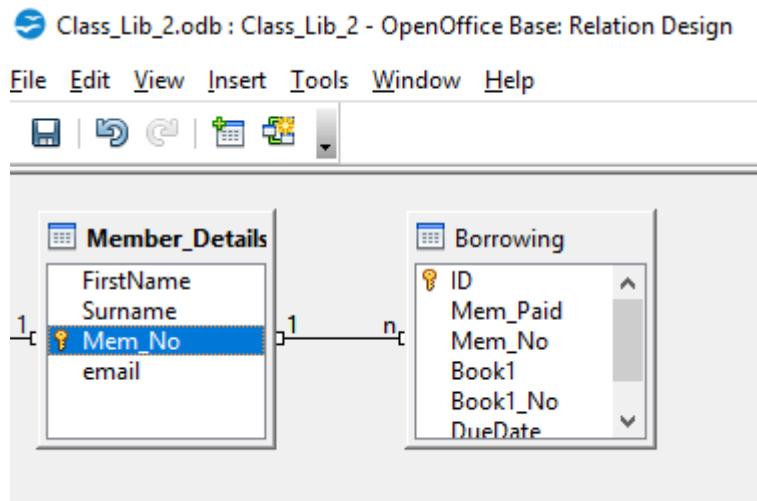 Class_Lib_2.odb : Class_Lib_2 - OpenOffice Base: Relation Design
File Edit View Insert Tools Window Help
Member_Details
FirstName
Surname
1 Mem_No 1 n
email
Borrowing
ID
Mem_Paid
Mem_No
Book1
Book1_No
DueDate